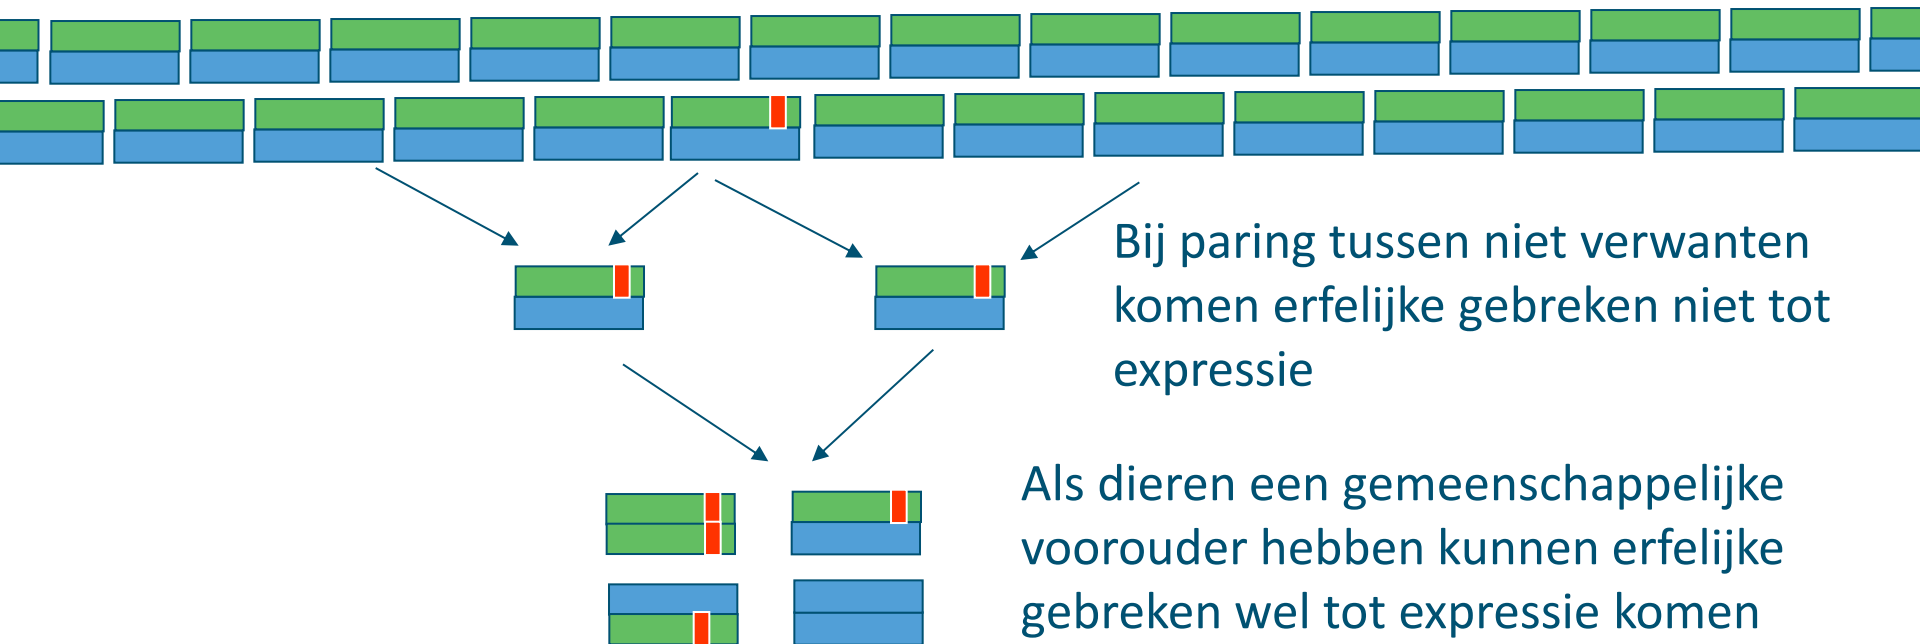 Bij paring tussen niet verwanten
komen erfelijke gebreken niet tot
expressie
Als dieren een gemeenschappelijke
voorouder hebben kunnen erfelijke
gebreken wel tot expressie komen